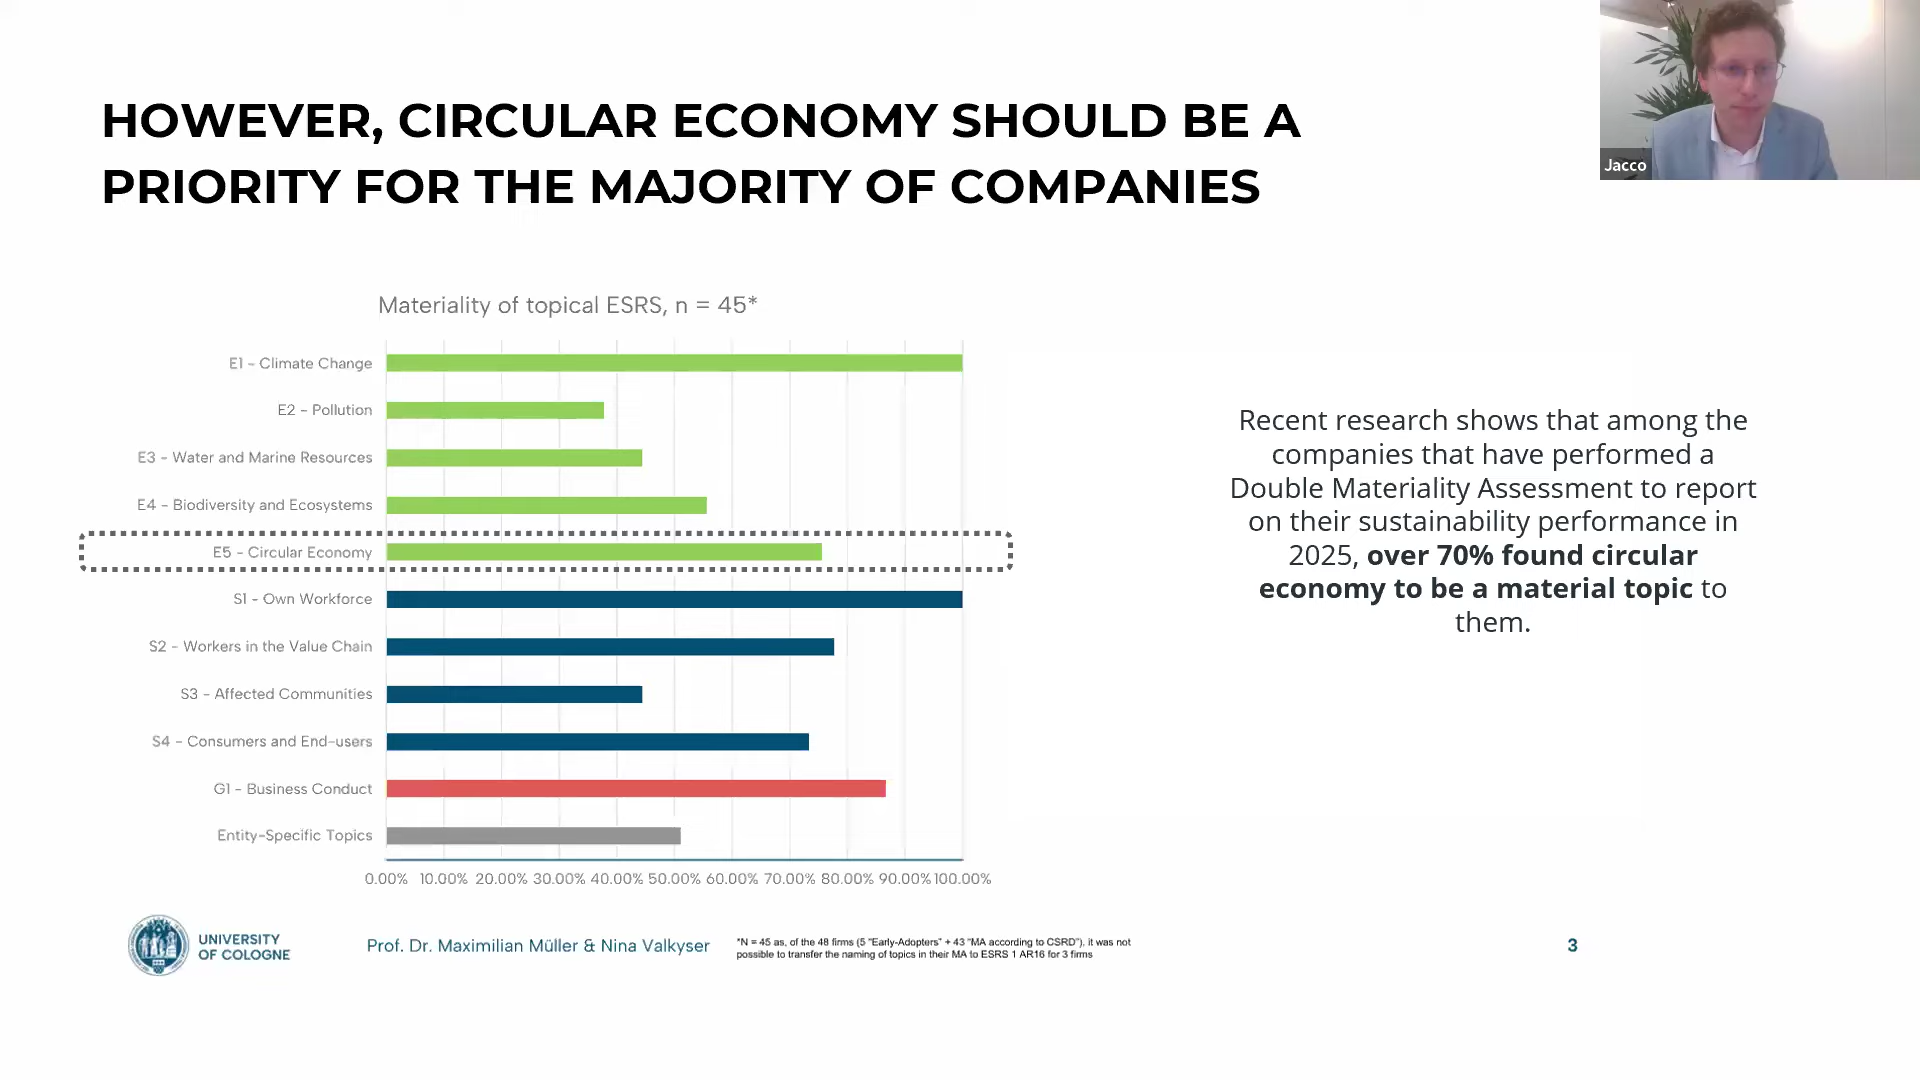 HOWEVER, CIRCULAR ECONOMY SHOULD BE A
PRIORITY FOR THE MAJORITY OF COMPANIES
Jacco
Materiality of topical ESRS, n = 45*
E1 - Climate Change
E2 - Pollution
E3 - Water and Marine Resources
E4 - Biodiversity and Ecosystems
E5 - Circular Economy
S1 - Own Workforce
S2 - Workers in the Value Chain
S3 - Affected Communities
S4 - Consumers and End-users
G1 - Business Conduct
Entity-Specific Topics
0.00% 10.00% 20.00% 30.00% 40.00% 50.00% 60.00% 70.00% 80.00% 90.00% 100.00%
Recent research shows that among the
companies that have performed a
Double Materiality Assessment to report
on their sustainability performance in
2025, over 70% found circular
economy to be a material topic to
them.
UNIVERSITY
OF COLOGNE
Prof. Dr. Maximilian Müller & Nina Valkyser
*N = 45 as, of the 48 firms (5 "Early-Adopters" + 43 "MA according to CSRD"), it was not
possible to transfer the naming of topics in their MA to ESRS 1 AR16 for 3 firms
3